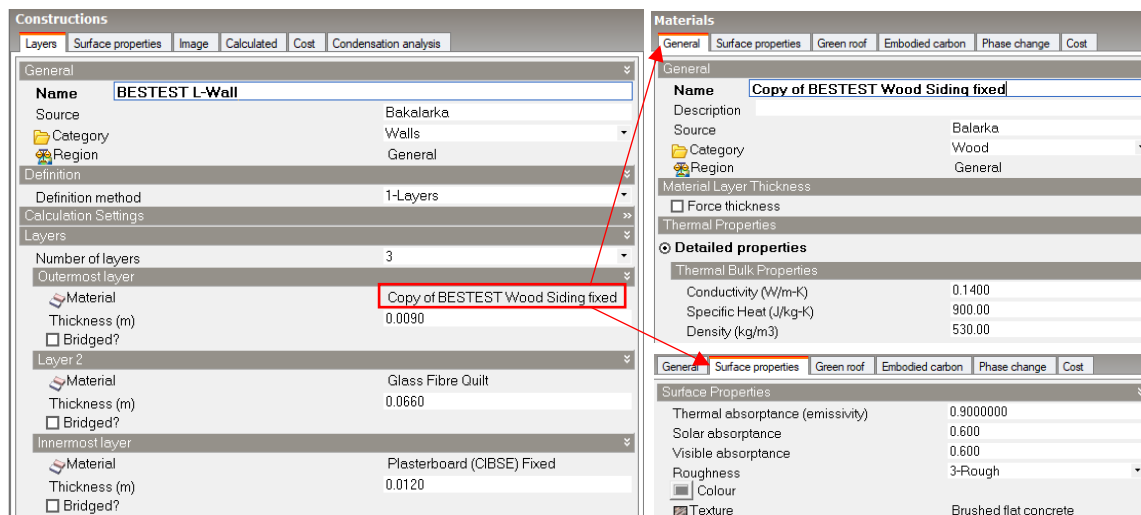 Constructions
Layers Surface properties Image Calculated Cost Condensation analysis
General
Name BESTEST L-Wall
Source Bakalarka
Category Walls
Region General
Definition
Definition method 1-Layers
Calculation Settings
Layers
Number of layers 3
Outermost layer
Material Copy of BESTEST Wood Siding fixed
Thickness (m) 0.0090
Bridged?
Layer 2
Material Glass Fibre Quilt
Thickness (m) 0.0660
Bridged?
Innermost layer
Material Plasterboard (CIBSE) Fixed
Thickness (m) 0.0120
Bridged?
Materials
General Surface properties Green roof Embodied carbon Phase change Cost
General
Name Copy of BESTEST Wood Siding fixed
Description
Source Balarka
Category Wood
Region General
Material Layer Thickness
Force thickness
Thermal Properties
Detailed properties
Thermal Bulk Properties
Conductivity (W/m-K) 0.1400
Specific Heat (J/kg-K) 900.00
Density (kg/m3) 530.00
General Surface properties Green roof Embodied carbon Phase change Cost
Surface Properties
Thermal absorptance (emissivity) 0.9000000
Solar absorptance 0.600
Visible absorptance 0.600
Roughness 3-Rough
Colour
Texture Brushed flat concrete